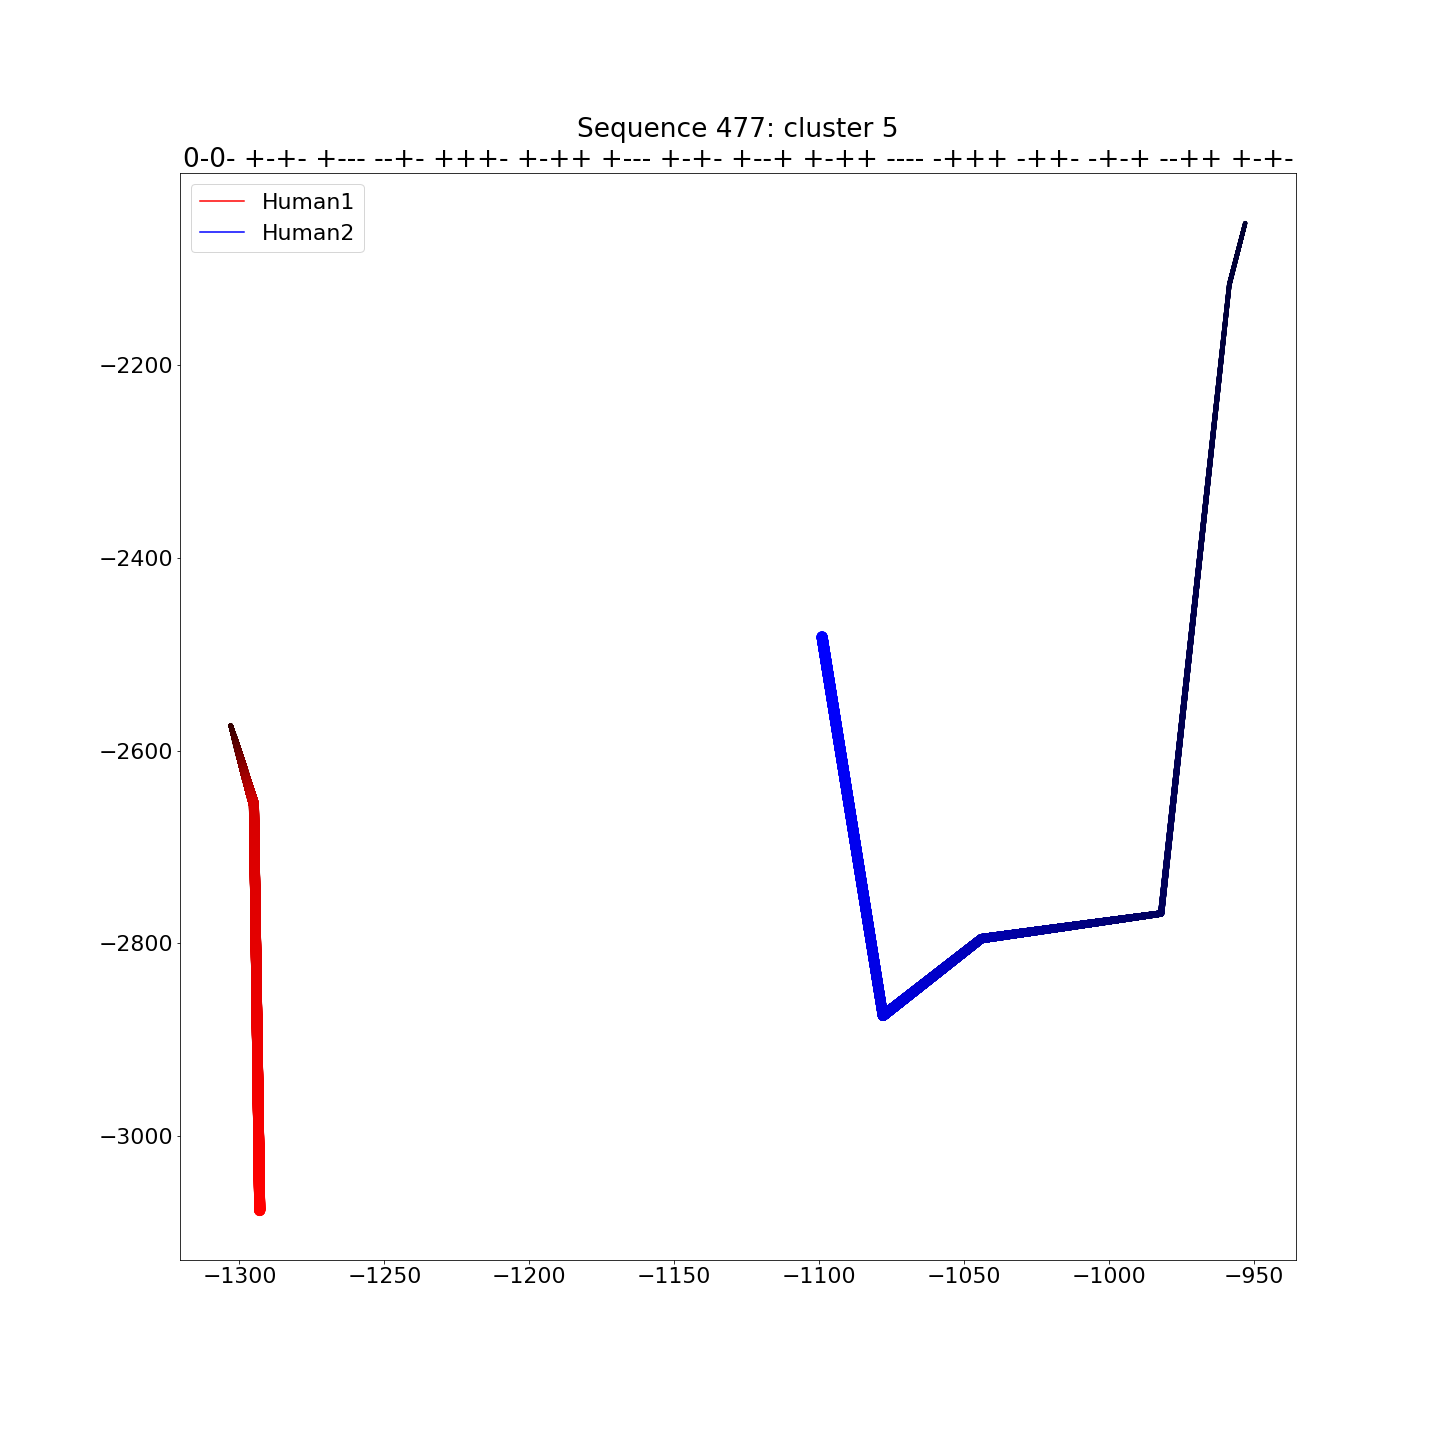 Sequence 477: cluster 5
0-0- +-+- +--- --+- +++- +-++ +--- +-+- +--+ +-++ ---- -+++ -++- -+-+ --++ +-+-
Human1
Human2
−2200
−2400
−2600
−2800
−3000
−1300 −1250 −1200 −1150 −1100 −1050 −1000 −950